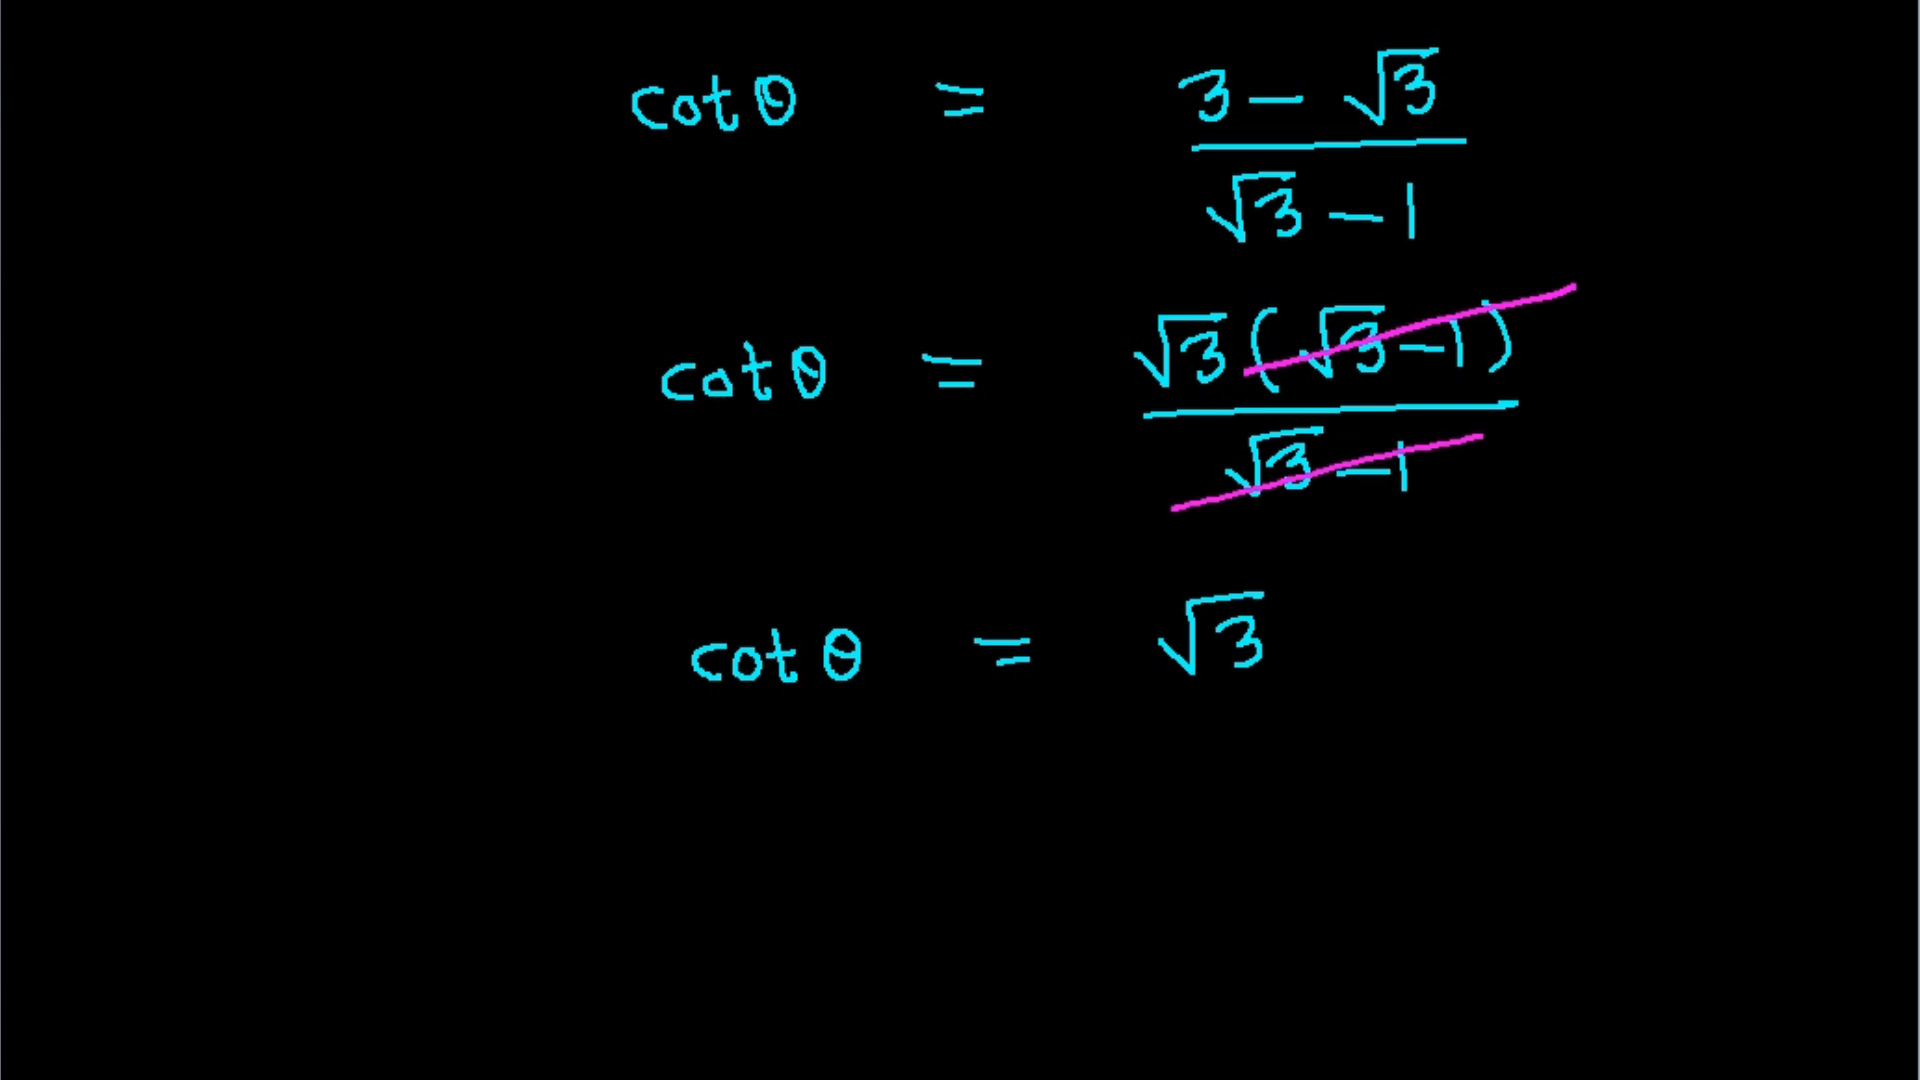 cot θ = 3 - √3 / √3 - 1
cot θ = √3 (√3 - 1) / √3 - 1
cot θ = √3